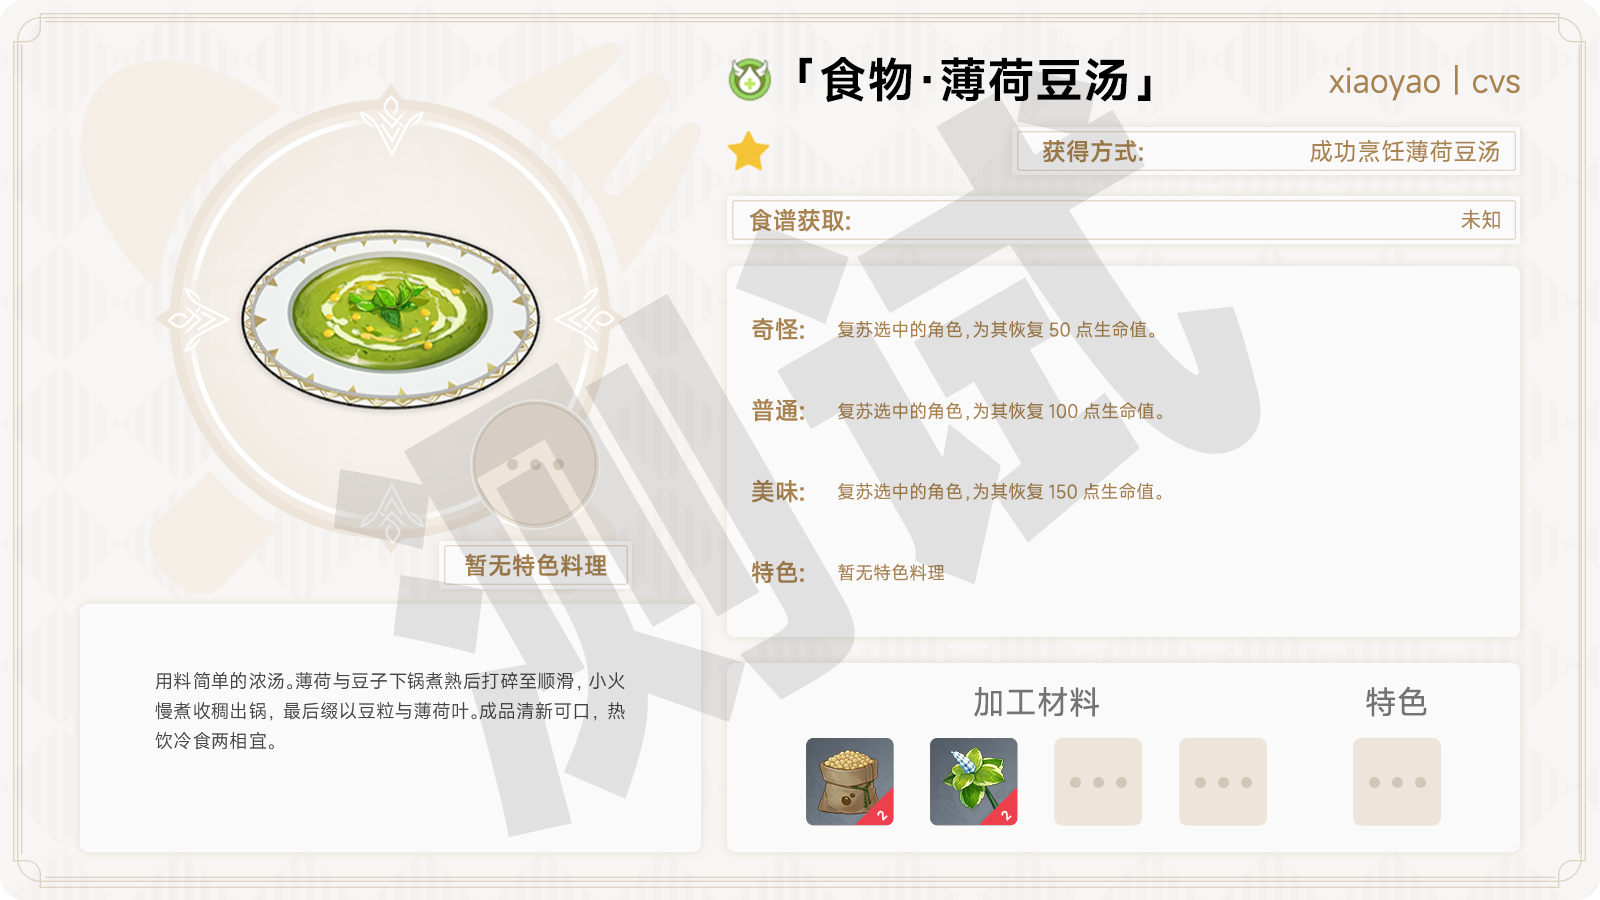 「食物·薄荷豆汤」
xiaoyao | cvs
获得方式:
成功烹饪薄荷豆汤
食谱获取:
未知
奇怪:
复苏选中的角色,为其恢复 50 点生命值。
普通:
复苏选中的角色,为其恢复 100 点生命值。
美味:
复苏选中的角色,为其恢复 150 点生命值。
特色:
暂无特色料理
暂无特色料理
用料简单的浓汤。薄荷与豆子下锅煮熟后打碎至顺滑, 小火
慢煮收稠出锅, 最后缀以豆粒与薄荷叶。成品清新可口, 热
饮冷食两相宜。
加工材料
特色
2
2
测试